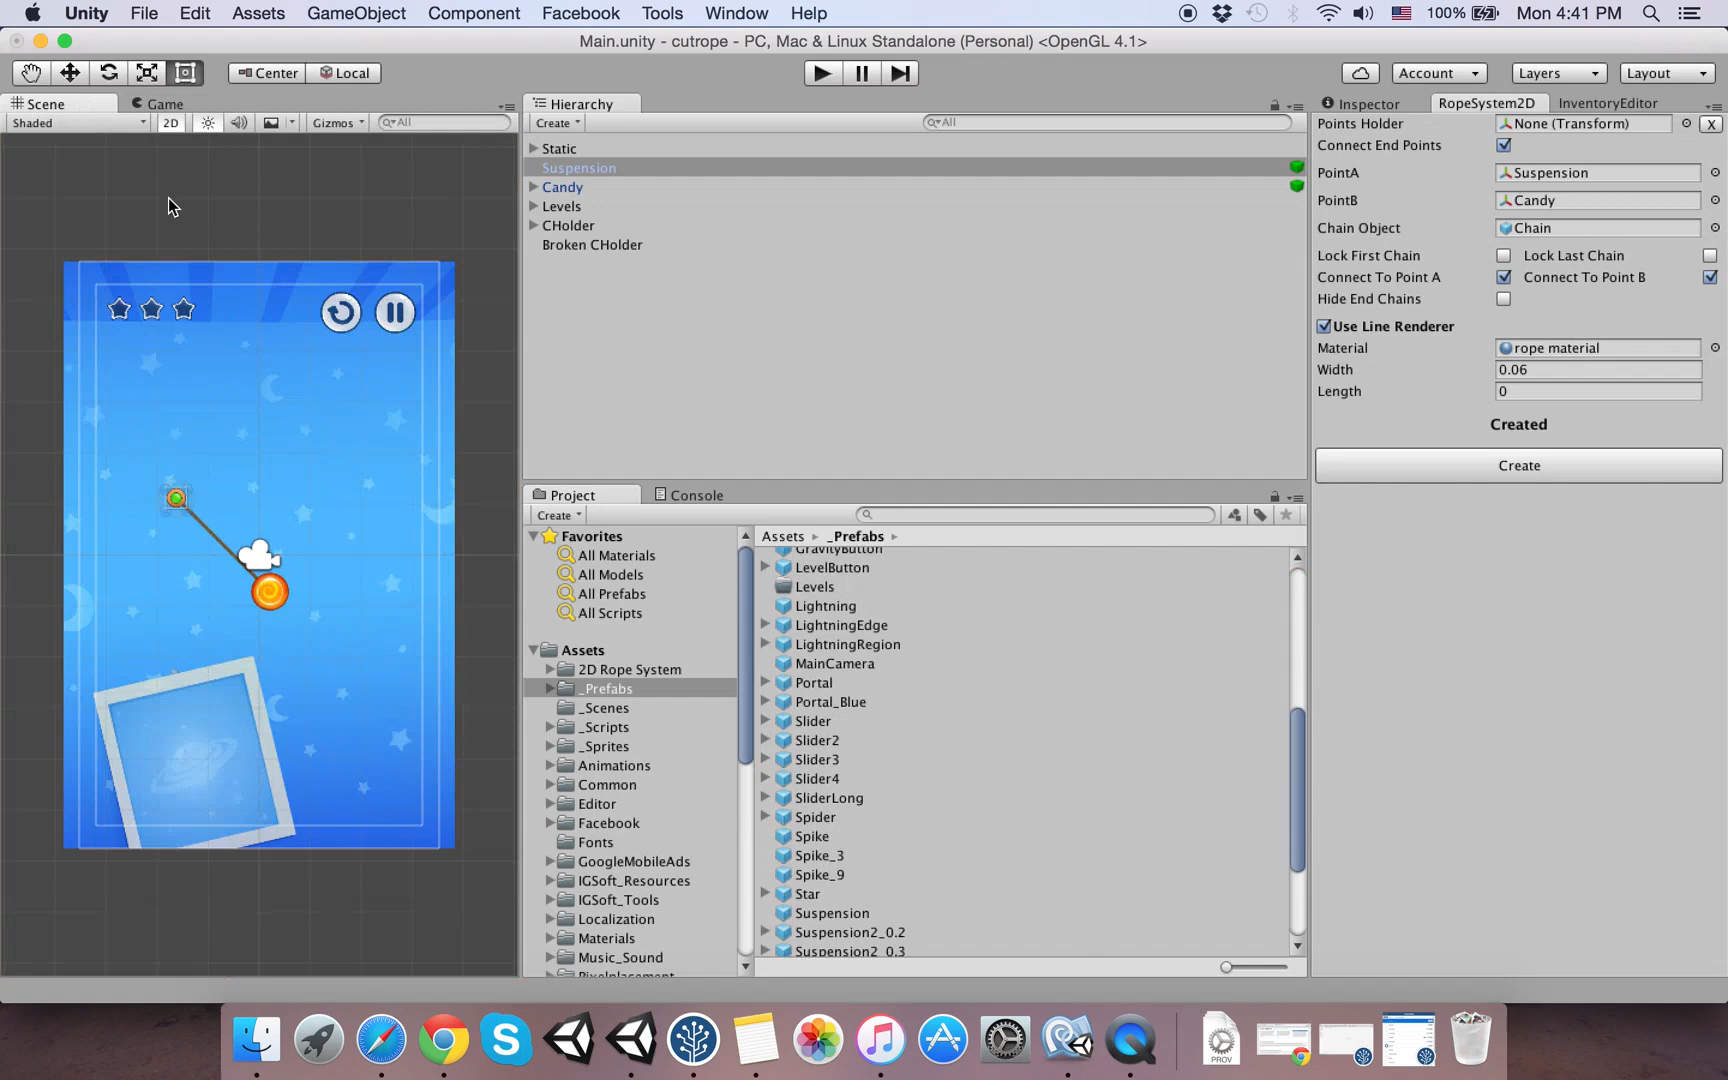 Unity File Edit Assets GameObject Component Facebook Tools Window Help 100% Mon 4:41 PM
Main.unity - cutrope - PC, Mac & Linux Standalone (Personal) <OpenGL 4.1>
Center Local Account Layers Layout
Scene Game Hierarchy Inspector RopeSystem2D InventoryEditor
Shaded 2D Gizmos All Create All
Static
Suspension
Candy
Levels
CHolder
Broken CHolder
Points Holder None (Transform) X
Connect End Points
PointA Suspension
PointB Candy
Chain Object Chain
Lock First Chain Lock Last Chain
Connect To Point A Connect To Point B
Hide End Chains
Use Line Renderer
Material rope material
Width 0.06
Length 0
Created
Create
Project Console
Create
Favorites
All Materials
All Models
All Prefabs
All Scripts
Assets
2D Rope System
_Prefabs
_Scenes
_Scripts
_Sprites
Animations
Common
Editor
Facebook
Fonts
GoogleMobileAds
IGSoft_Resources
IGSoft_Tools
Localization
Materials
Music_Sound
Pixelplacement
Assets _Prefabs
GravityButton
LevelButton
Levels
Lightning
LightningEdge
LightningRegion
MainCamera
Portal
Portal_Blue
Slider
Slider2
Slider3
Slider4
SliderLong
Spider
Spike
Spike_3
Spike_9
Star
Suspension
Suspension2_0.2
Suspension2_0.3
PROV